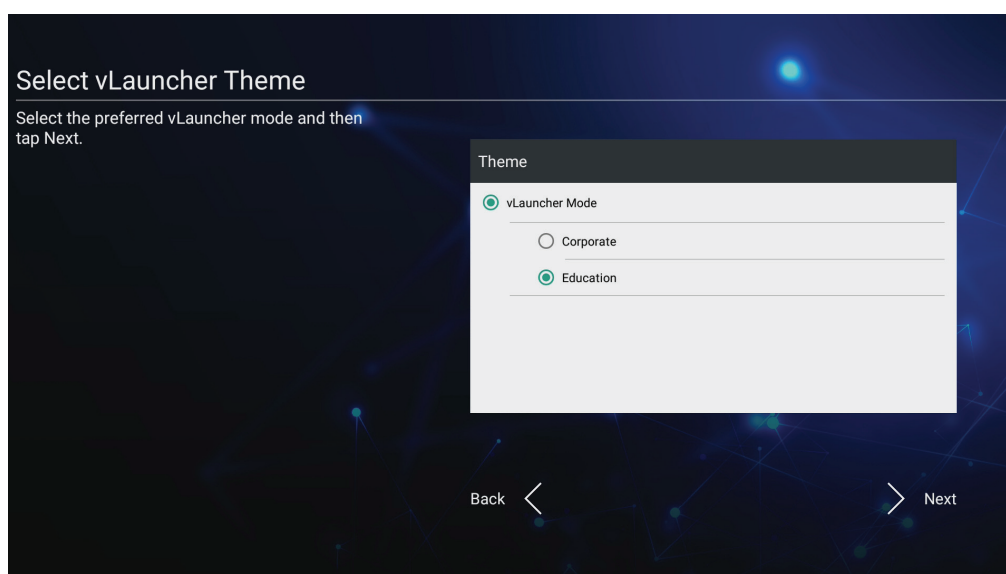 Select vLauncher Theme
Select the preferred vLauncher mode and then
tap Next.
Theme
vLauncher Mode
Corporate
Education
Back
Next